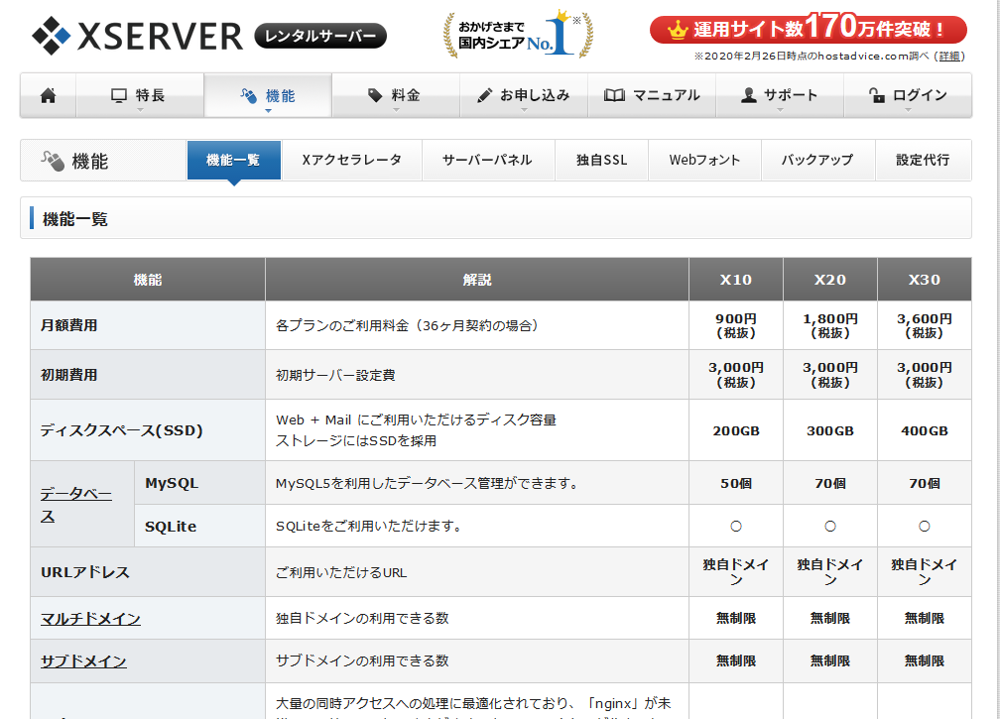 XSERVER レンタルサーバー
おかげさまで
国内シェアNo.1※
運用サイト数170万件突破！
※2020年2月26日時点のhostadvice.com調べ (詳細)
特長 機能 料金 お申し込み マニュアル サポート ログイン
機能 機能一覧 Xアクセラレータ サーバーパネル 独自SSL Webフォント バックアップ 設定代行
機能一覧
機能 解説 X10 X20 X30
月額費用 各プランのご利用料金（36ヶ月契約の場合） 900円 1,800円 3,600円
(税抜) (税抜) (税抜)
初期費用 初期サーバー設定費 3,000円 3,000円 3,000円
(税抜) (税抜) (税抜)
ディスクスペース(SSD) Web + Mail にご利用いただけるディスク容量
ストレージにはSSDを採用 200GB 300GB 400GB
データベー
ス
MySQL MySQL5を利用したデータベース管理ができます。 50個 70個 70個
SQLite SQLiteをご利用いただけます。 ○ ○ ○
URLアドレス ご利用いただけるURL 独自ドメイ 独自ドメイ 独自ドメイ
ン ン ン
マルチドメイン 独自ドメインの利用できる数 無制限 無制限 無制限
サブドメイン サブドメインの利用できる数 無制限 無制限 無制限
大量の同時アクセスへの処理に最適化されており、「nginx」が未